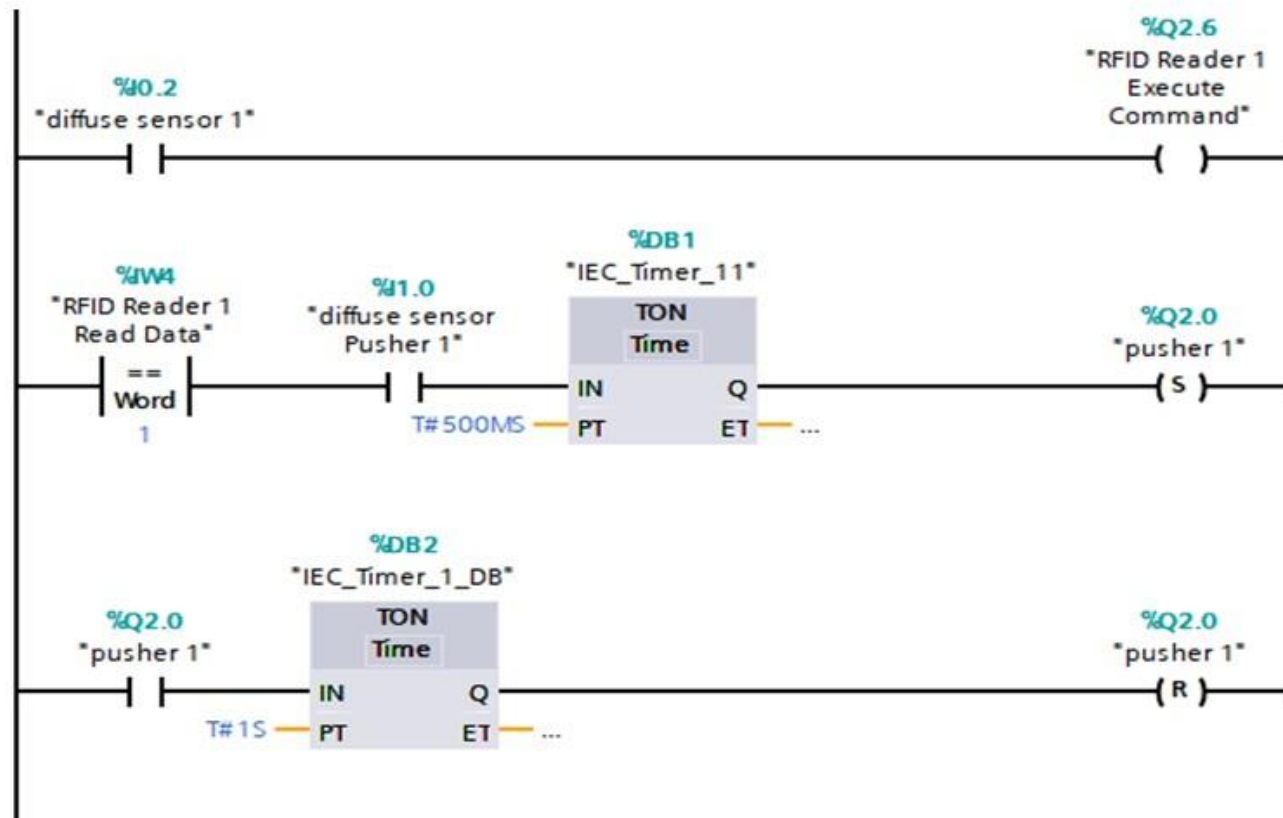 %Q2.6
"RFID Reader 1
Execute
Command"
%I0.2
"diffuse sensor 1"
( )
%DB1
"IEC_Timer_11"
%IW4
"RFID Reader 1
Read Data"
%I1.0
"diffuse sensor
Pusher 1"
TON
Time
%Q2.0
"pusher 1"
==
Word
1
IN
Q
( S )
T#500MS
PT
ET
...
%DB2
"IEC_Timer_1_DB"
%Q2.0
"pusher 1"
TON
Time
%Q2.0
"pusher 1"
IN
Q
( R )
T#1S
PT
ET
...